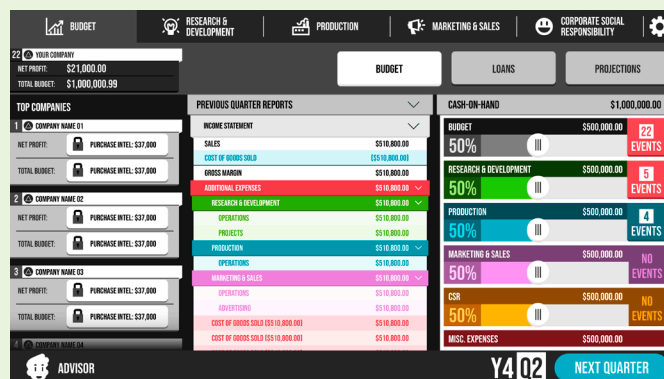 BUDGET
RESEARCH &
DEVELOPMENT
PRODUCTION
MARKETING & SALES
CORPORATE SOCIAL
RESPONSIBILITY
22 YOUR COMPANY
NET PROFIT: $21,000.00
TOTAL BUDGET: $1,000,000.99
BUDGET
LOANS
PROJECTIONS
TOP COMPANIES
1 COMPANY NAME 01
NET PROFIT: PURCHASE INTEL: $37,000
TOTAL BUDGET: PURCHASE INTEL: $37,000
2 COMPANY NAME 02
NET PROFIT: PURCHASE INTEL: $37,000
TOTAL BUDGET: PURCHASE INTEL: $37,000
3 COMPANY NAME 03
NET PROFIT: PURCHASE INTEL: $37,000
TOTAL BUDGET: PURCHASE INTEL: $37,000
4 COMPANY NAME 04
PREVIOUS QUARTER REPORTS
INCOME STATEMENT
SALES $510,800.00
COST OF GOODS SOLD ($510,800.00)
GROSS MARGIN $510,800.00
ADDITIONAL EXPENSES $510,800.00
RESEARCH & DEVELOPMENT $510,800.00
OPERATIONS $510,800.00
PROJECTS $510,800.00
PRODUCTION $510,800.00
OPERATIONS $510,800.00
MARKETING & SALES $510,800.00
OPERATIONS $510,800.00
ADVERTISING $510,800.00
COST OF GOODS SOLD ($510,800.00) $510,800.00
COST OF GOODS SOLD ($510,800.00) $510,800.00
CASH-ON-HAND $1,000,000.00
BUDGET $500,000.00
50%
22
EVENTS
RESEARCH & DEVELOPMENT $500,000.00
50%
5
EVENTS
PRODUCTION $500,000.00
50%
4
EVENTS
MARKETING & SALES $500,000.00
50%
NO
EVENTS
CSR $500,000.00
50%
NO
EVENTS
MISC. EXPENSES $500,000.00
ADVISOR
Y4 Q2
NEXT QUARTER